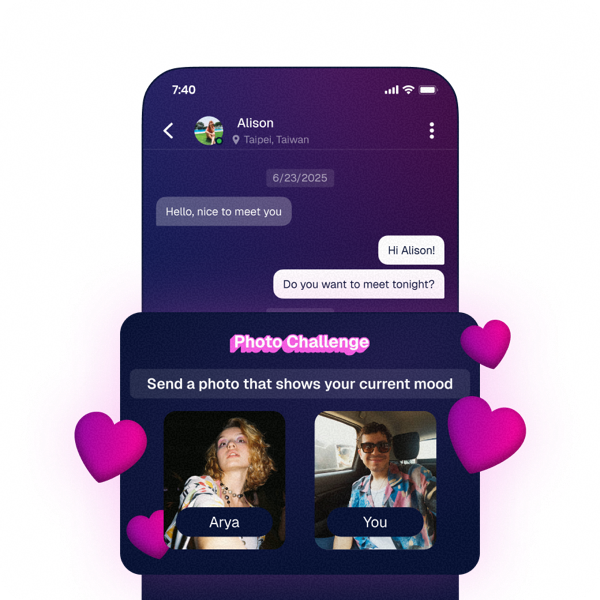 7:40
Alison
Taipei, Taiwan
6/23/2025
Hello, nice to meet you
Hi Alison!
Do you want to meet tonight?
Photo Challenge
Send a photo that shows your current mood
Arya
You